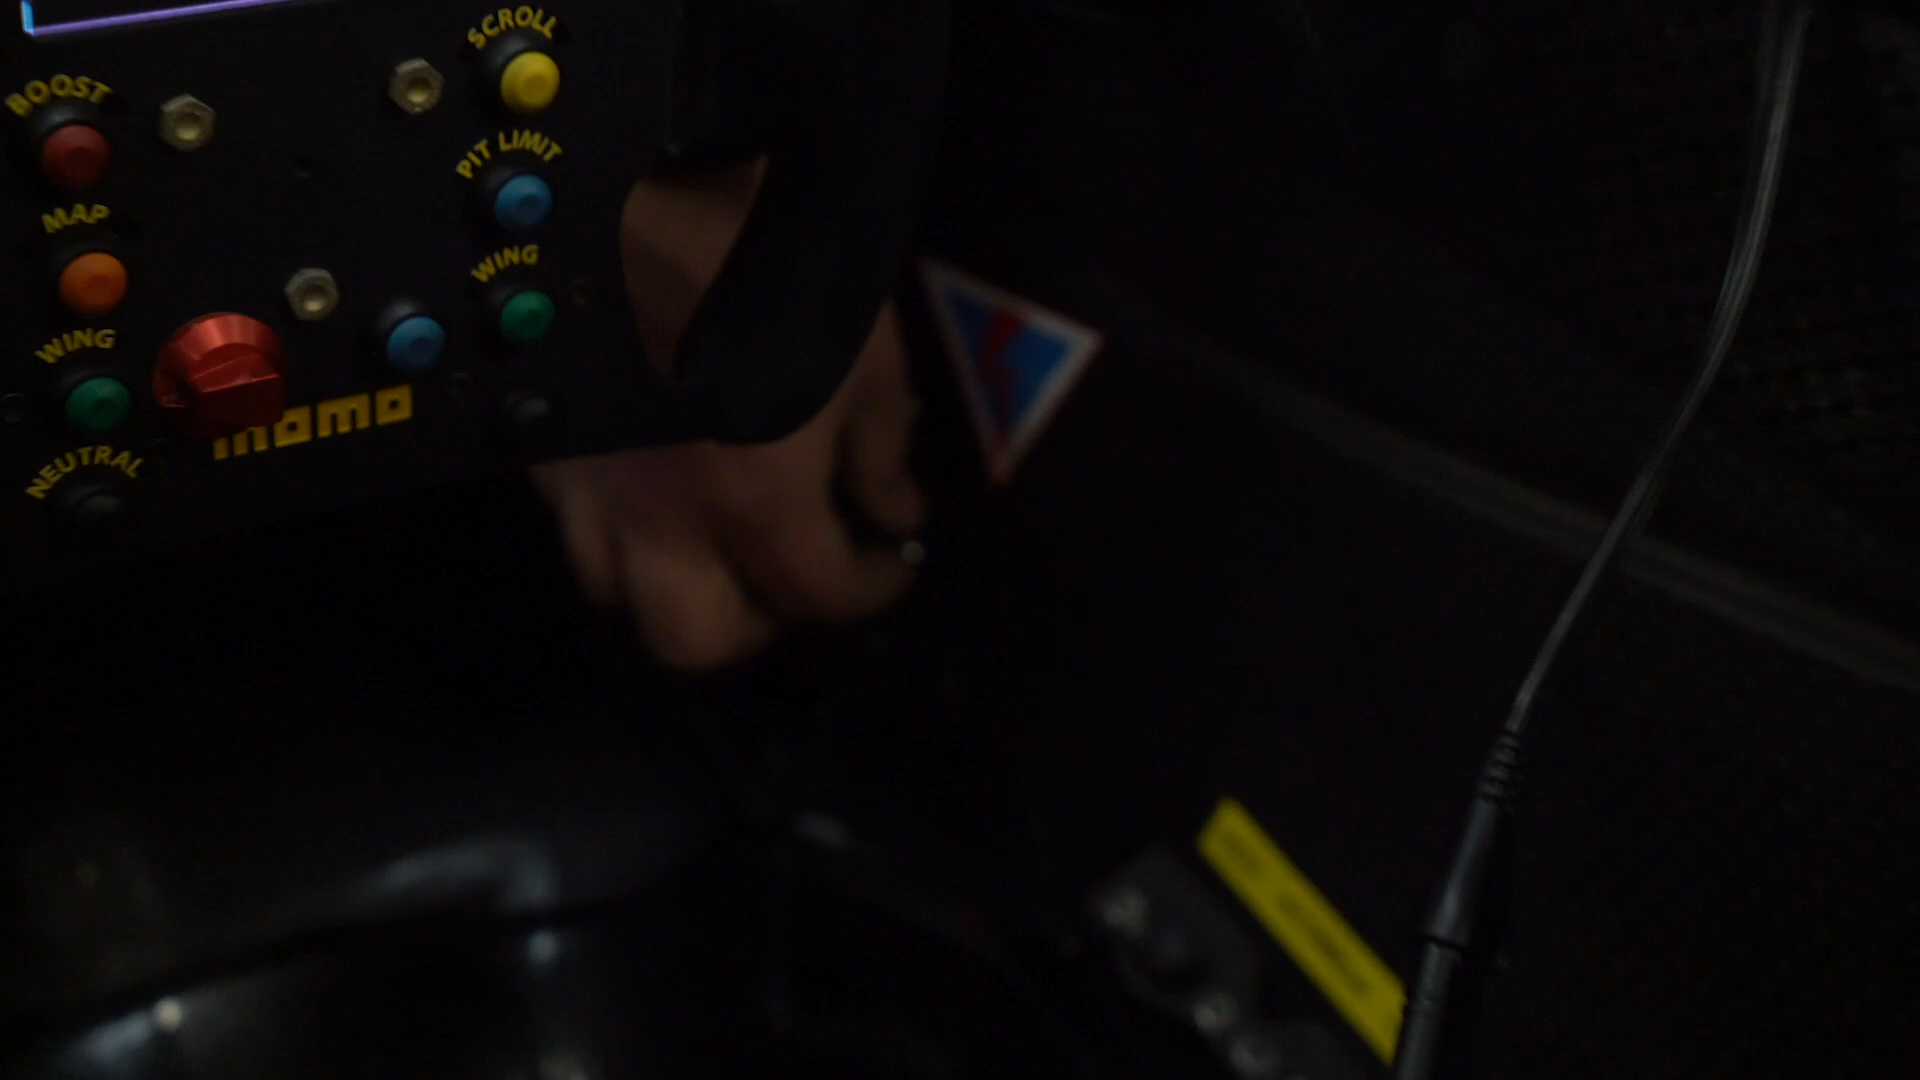 SCROLL
BOOST
PIT LIMIT
MAP
WING
WING
momo
NEUTRAL